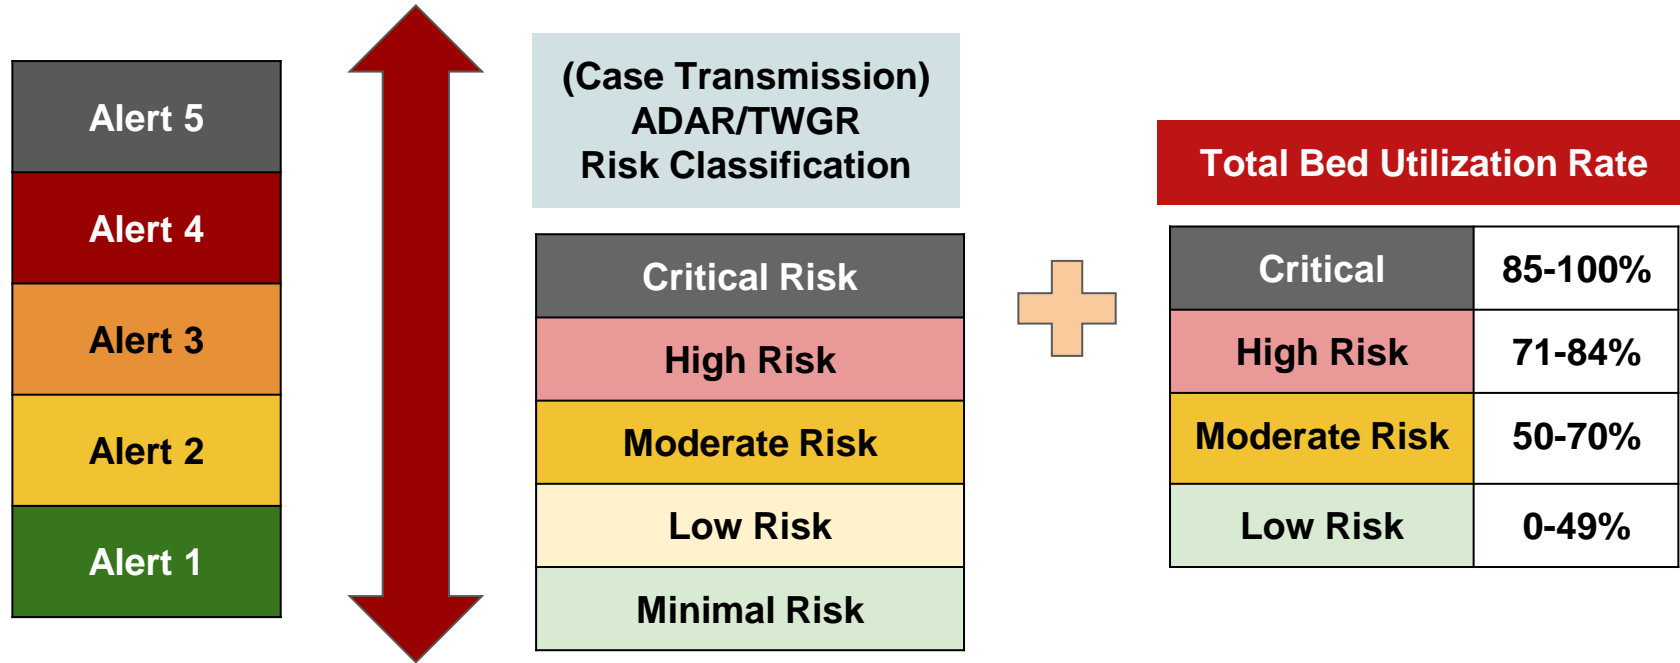 Alert 5
Alert 4
Alert 3
Alert 2
Alert 1
(Case Transmission)
ADAR/TWGR
Risk Classification
Critical Risk
High Risk
Moderate Risk
Low Risk
Minimal Risk
Total Bed Utilization Rate
Critical 85-100%
High Risk 71-84%
Moderate Risk 50-70%
Low Risk 0-49%